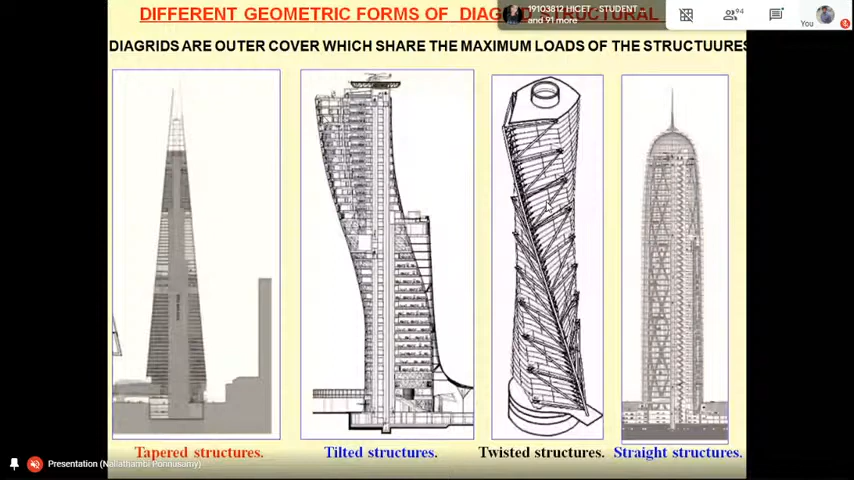 DIFFERENT GEOMETRIC FORMS OF
19103812 HICET - STUDENT ...
and 91 more
94
You
DIAGRIDS ARE OUTER COVER WHICH SHARE THE MAXIMUM LOADS OF THE STRUCTUURES
Tapered structures.
Tilted structures.
Twisted structures.
Straight structures.
Presentation (Nallathambi Ponnusamy)